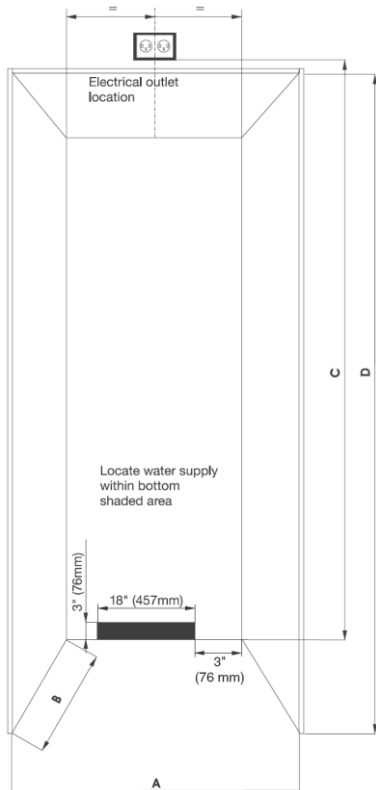 = =
Electrical outlet
location
C
D
Locate water supply
within bottom
shaded area
3"
(76mm)
18" (457mm)
3"
(76 mm)
B
A